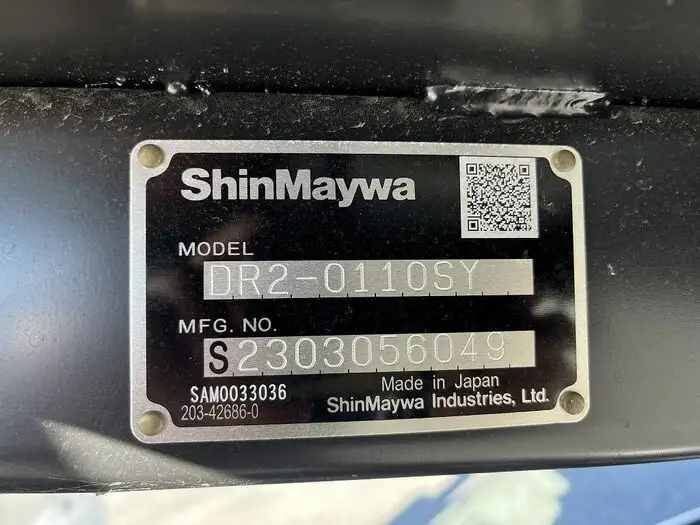 ShinMaywa
MODEL
DR2-0110SY
MFG. NO.
S2303056049
SAM0033036
203-42686-0
Made in Japan
ShinMaywa Industries, Ltd.